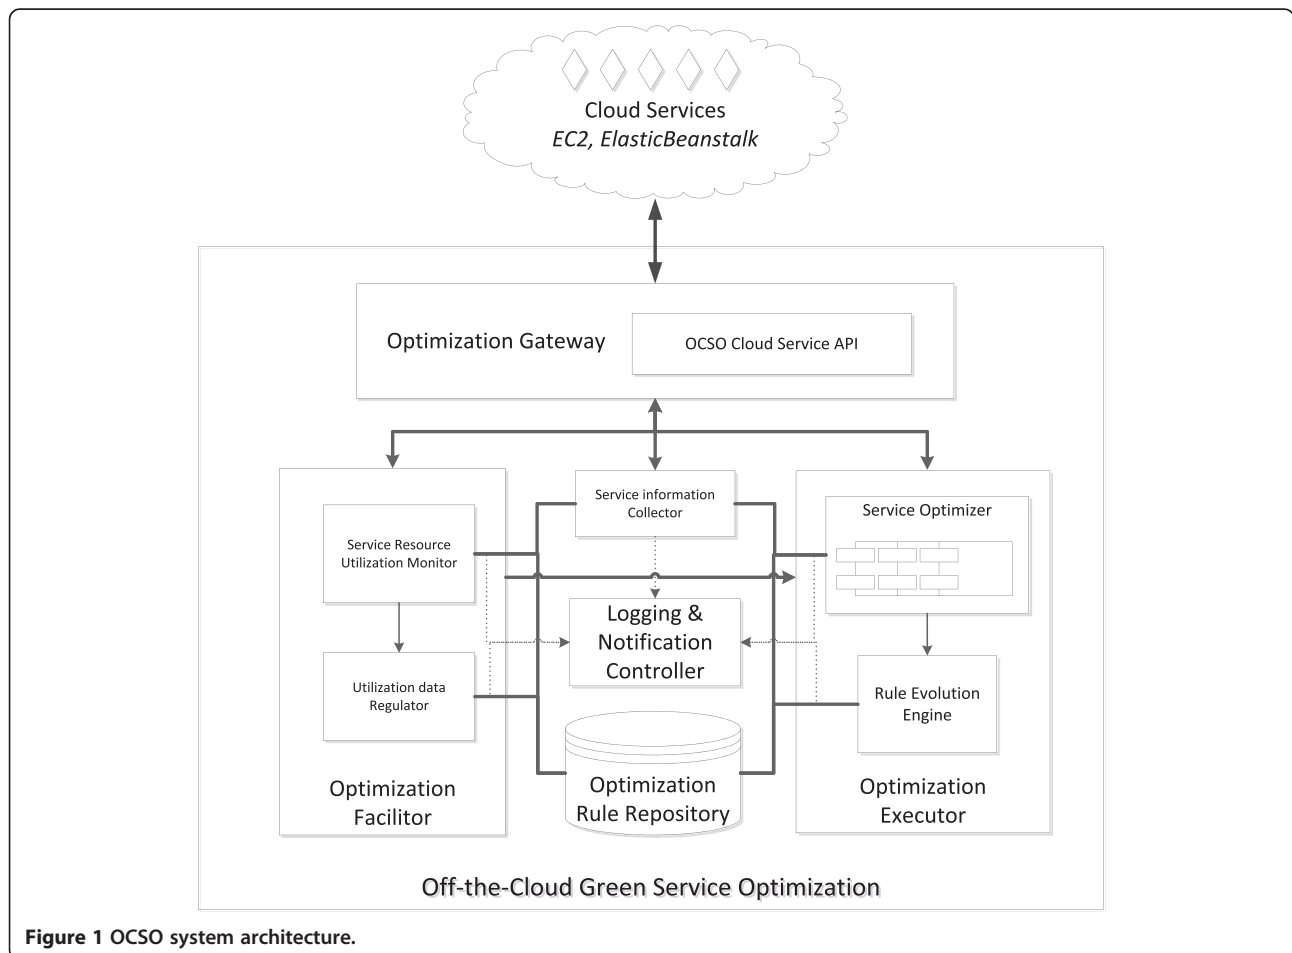 Cloud Services
EC2, ElasticBeanstalk
Optimization Gateway
OCSO Cloud Service API
Service information
Collector
Service Resource
Utilization Monitor
Service Optimizer
Logging &
Notification
Controller
Utilization data
Regulator
Rule Evolution
Engine
Optimization
Facilitor
Optimization
Rule Repository
Optimization
Executor
Off-the-Cloud Green Service Optimization
Figure 1 OCSO system architecture.